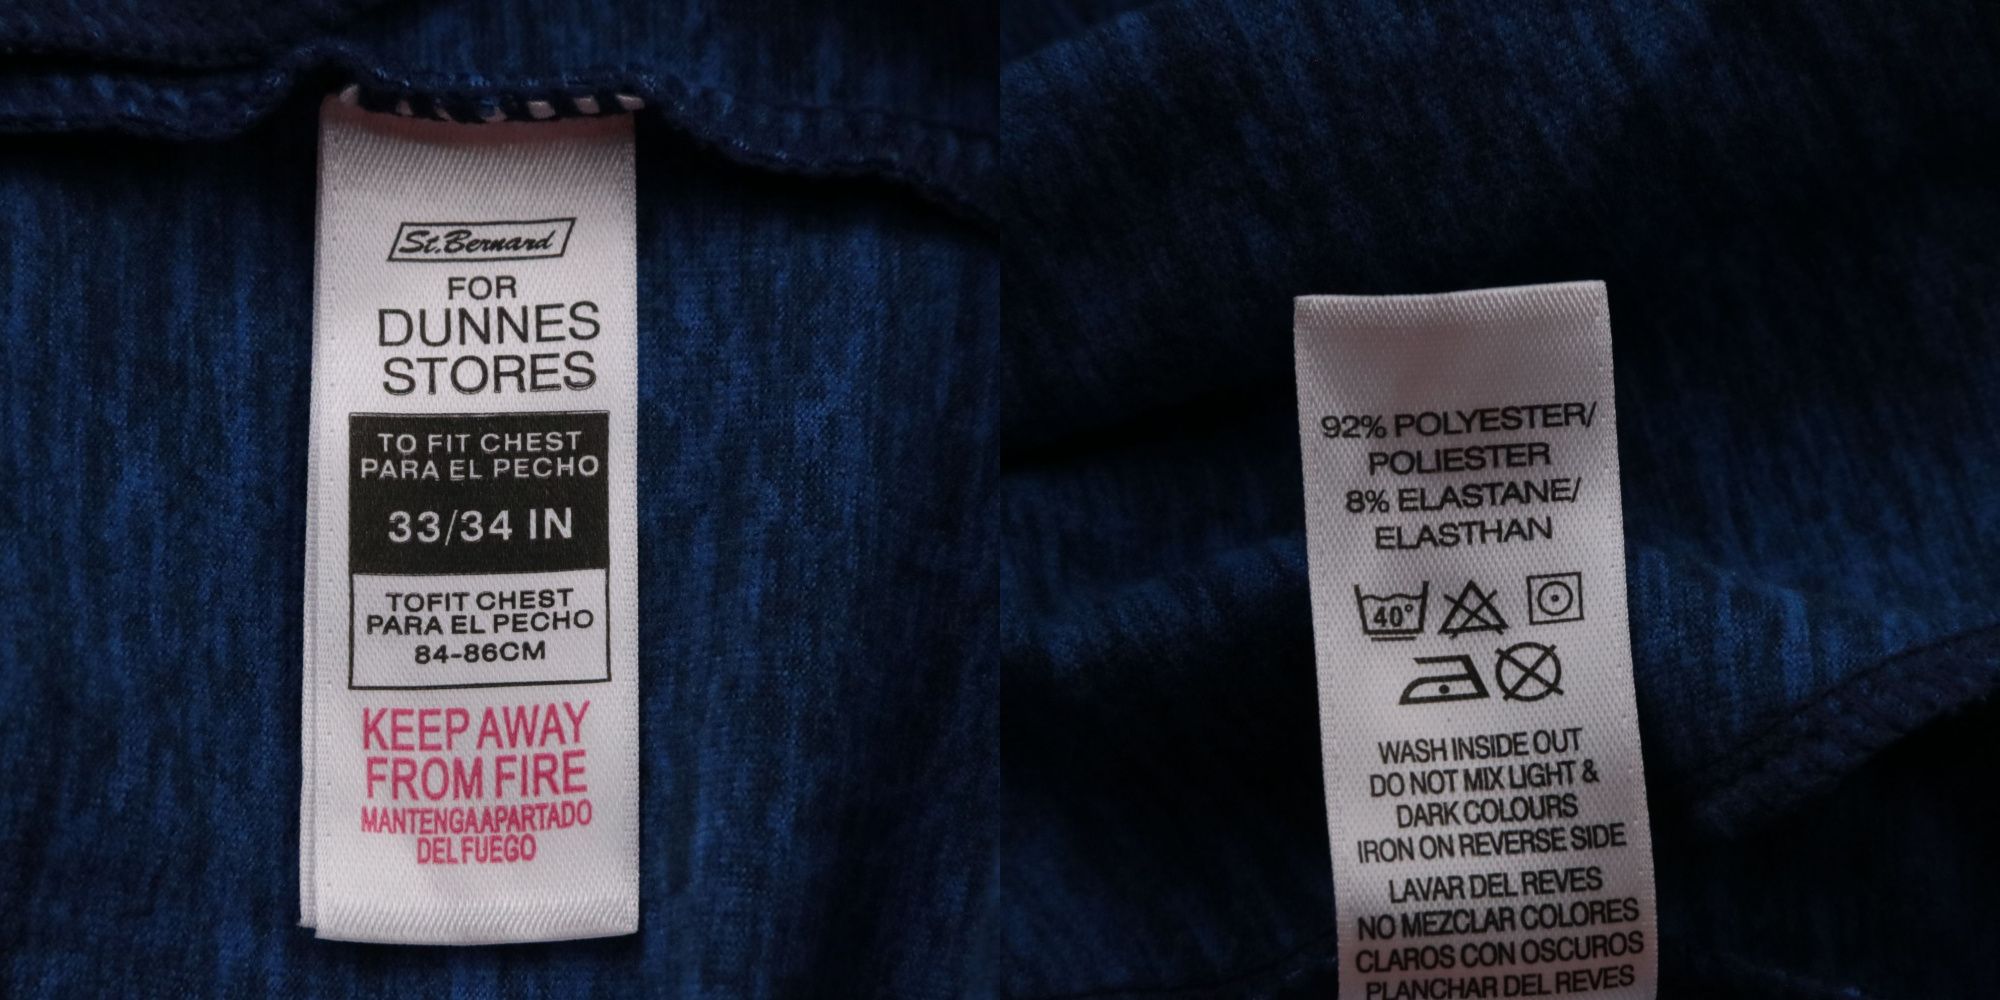 St.Bernard
FOR
DUNNES
STORES
TO FIT CHEST
PARA EL PECHO
33/34 IN
TOFIT CHEST
PARA EL PECHO
84-86CM
KEEP AWAY
FROM FIRE
MANTENGA APARTADO
DEL FUEGO
92% POLYESTER/
POLIESTER
8% ELASTANE/
ELASTHAN
40°
WASH INSIDE OUT
DO NOT MIX LIGHT &
DARK COLOURS
IRON ON REVERSE SIDE
LAVAR DEL REVES
NO MEZCLAR COLORES
CLAROS CON OSCUROS
PLANCHAR DEL REVES